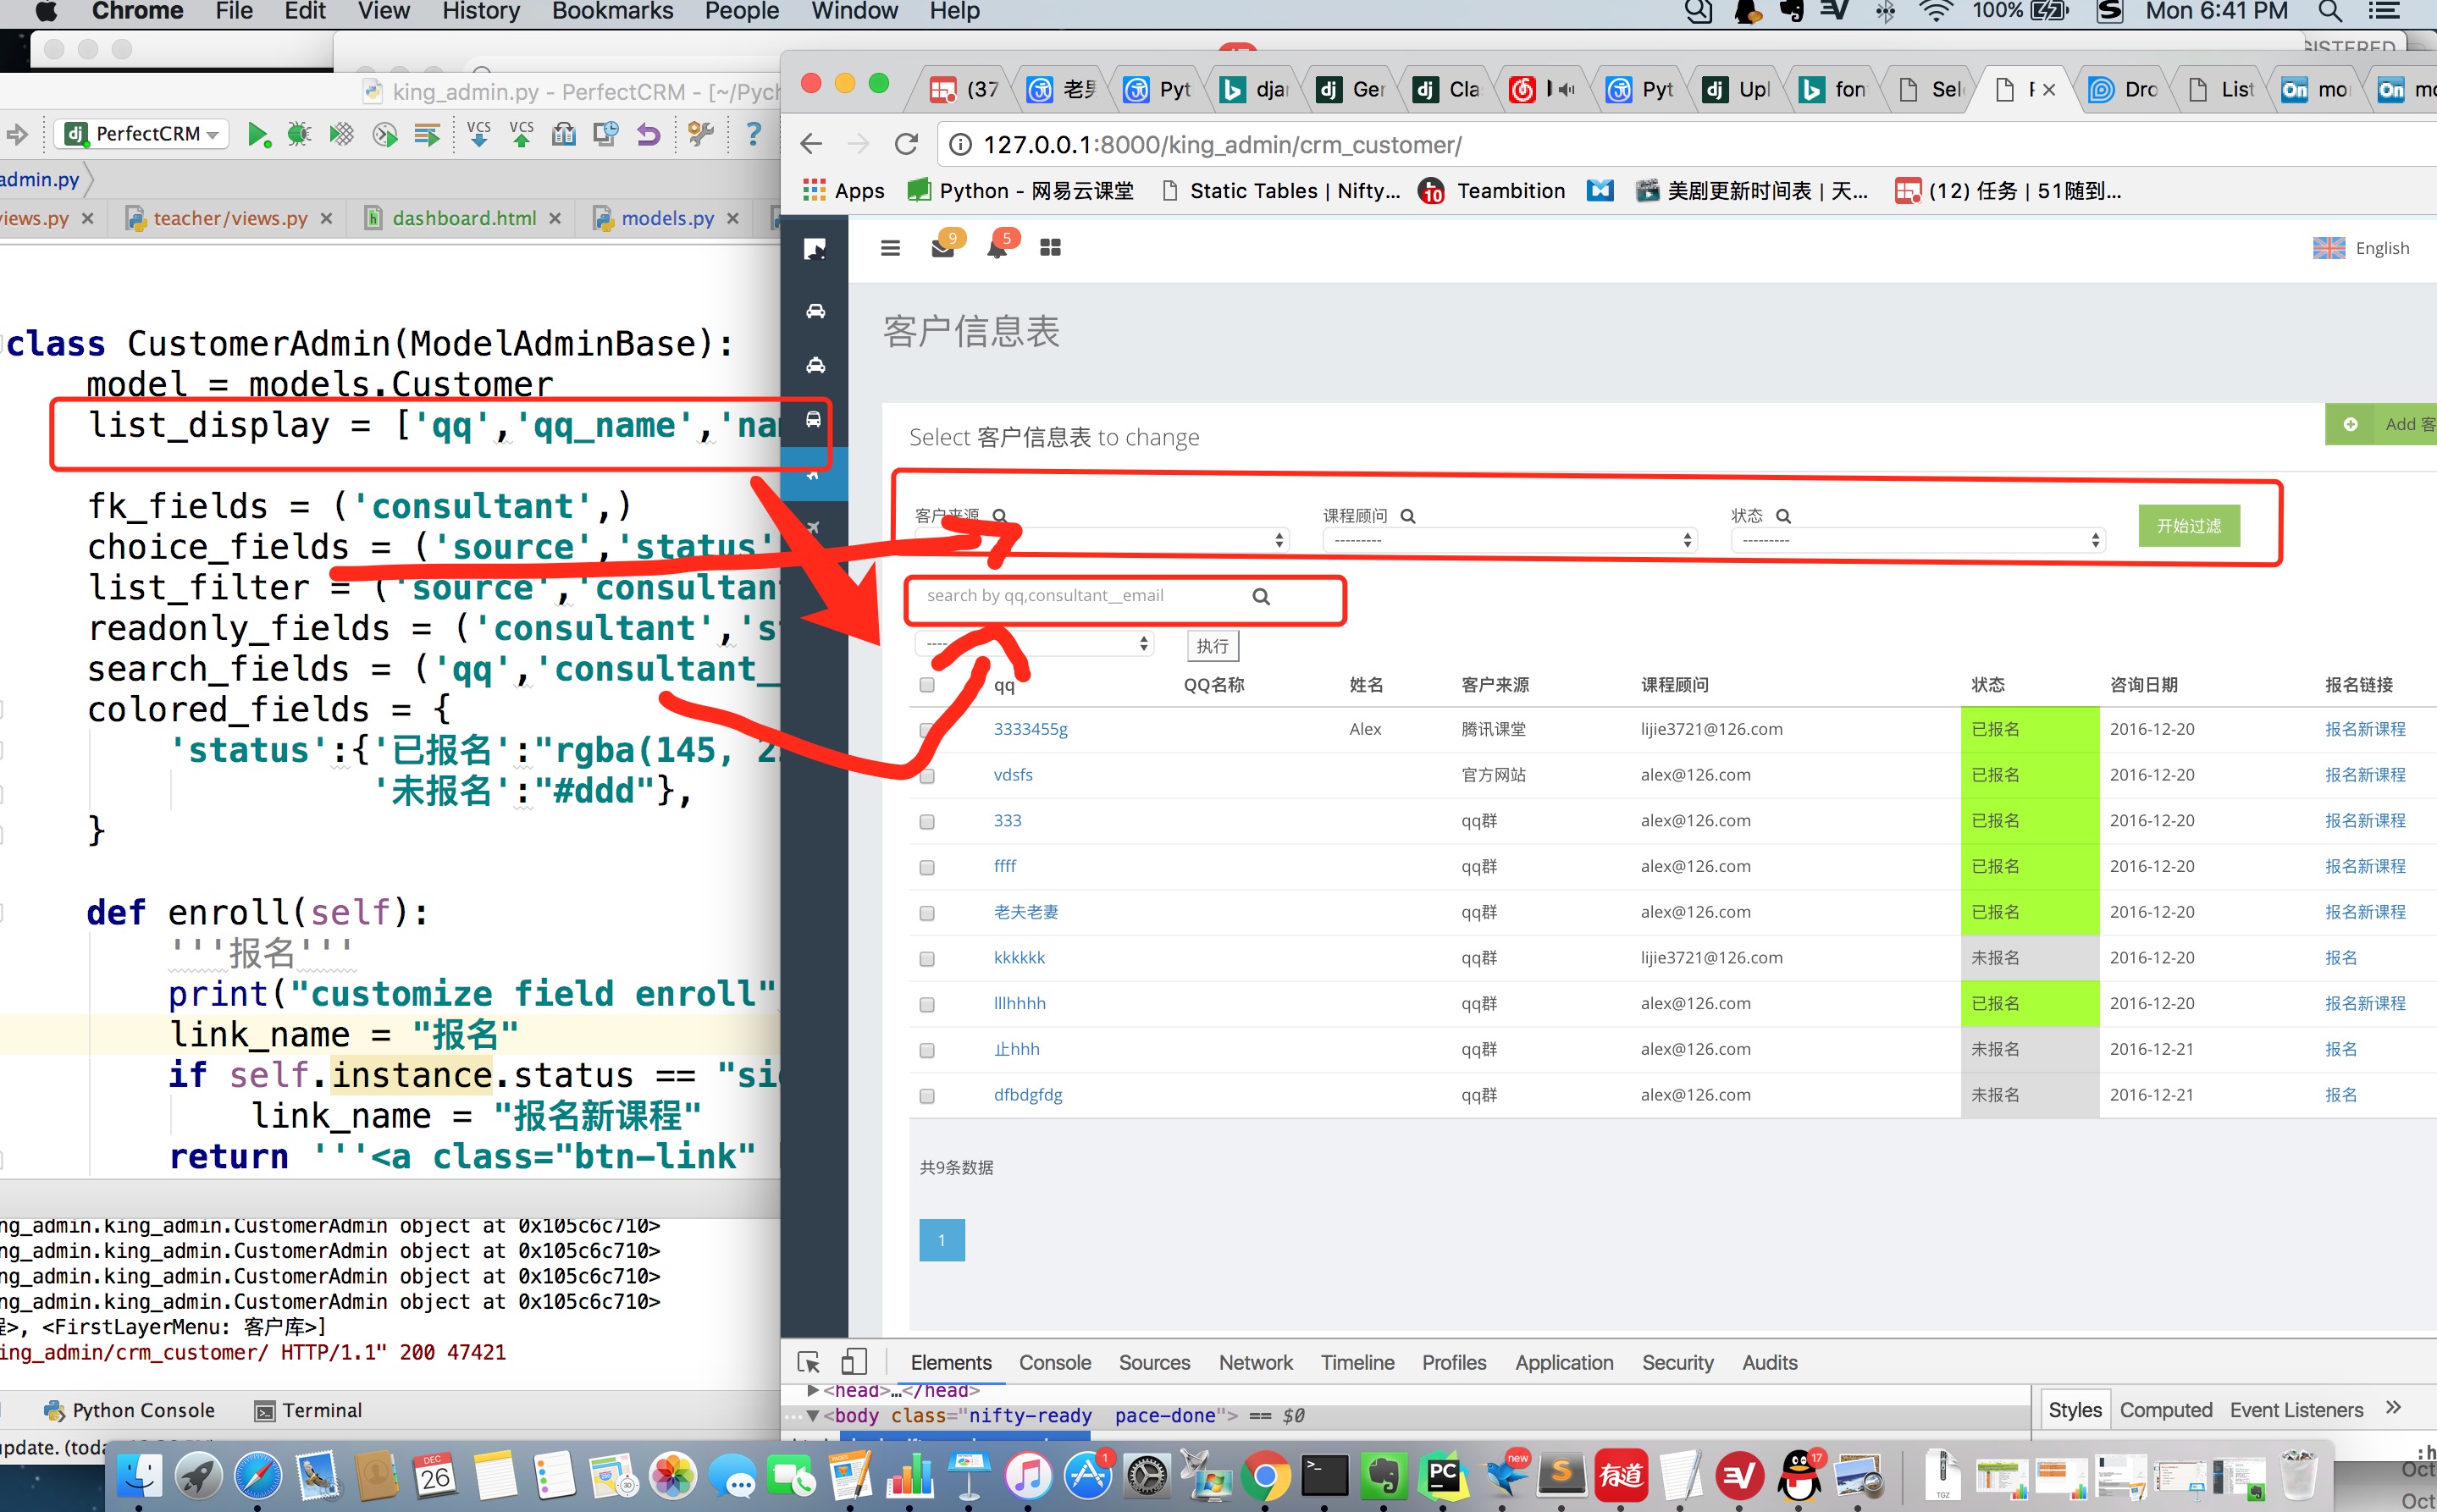 Chrome File Edit View History Bookmarks People Window Help 100% Mon 6:41 PM
GISTERED
king_admin.py - PerfectCRM - [~/Pych
PerfectCRM VCS VCS ?
admin.py
views.py teacher/views.py dashboard.html models.py
class CustomerAdmin(ModelAdminBase):
model = models.Customer
list_display = ['qq','qq_name','nam
fk_fields = ('consultant',)
choice_fields = ('source','status'
list_filter = ('source','consultant
readonly_fields = ('consultant','st
search_fields = ('qq','consultant_
colored_fields = {
'status':{'已报名':"rgba(145, 2
'未报名':"#ddd"},
}
def enroll(self):
'''报名'''
print("customize field enroll"
link_name = "报名"
if self.instance.status == "si
link_name = "报名新课程"
return '''<a class="btn-link"
ng_admin.king_admin.CustomerAdmin object at 0x105c6c710>
ng_admin.king_admin.CustomerAdmin object at 0x105c6c710>
ng_admin.king_admin.CustomerAdmin object at 0x105c6c710>
ng_admin.king_admin.CustomerAdmin object at 0x105c6c710>
>, <FirstLayerMenu: 客户库>]
ing_admin/crm_customer/ HTTP/1.1" 200 47421
Python Console Terminal
update. (toda
(37 老男 Pyt djan Ger Cla Pyt Upl fon Sel Dro List mo mo
127.0.0.1:8000/king_admin/crm_customer/
Apps Python - 网易云课堂 Static Tables | Nifty... 10 Teambition 美剧更新时间表 | 天... (12) 任务 | 51随到...
9 5 English
客户信息表
Select 客户信息表 to change Add 客
客户来源 课程顾问 状态
--------- --------- 开始过滤
search by qq,consultant__email
---- 执行
qq QQ名称 姓名 客户来源 课程顾问 状态 咨询日期 报名链接
3333455g Alex 腾讯课堂 lijie3721@126.com 已报名 2016-12-20 报名新课程
vdsfs 官方网站 alex@126.com 已报名 2016-12-20 报名新课程
333 qq群 alex@126.com 已报名 2016-12-20 报名新课程
ffff qq群 alex@126.com 已报名 2016-12-20 报名新课程
老夫老妻 qq群 alex@126.com 已报名 2016-12-20 报名新课程
kkkkkk qq群 lijie3721@126.com 未报名 2016-12-20 报名
lllhhhh qq群 alex@126.com 已报名 2016-12-20 报名新课程
止hhh qq群 alex@126.com 未报名 2016-12-21 报名
dfbdgfdg qq群 alex@126.com 未报名 2016-12-21 报名
共9条数据
1
Elements Console Sources Network Timeline Profiles Application Security Audits
<head>…</head>
<body class="nifty-ready pace-done"> == $0
Styles Computed Event Listeners »
:h
Oct
Oct
DEC
26
1
PC
new
S
有道
17
TGZ